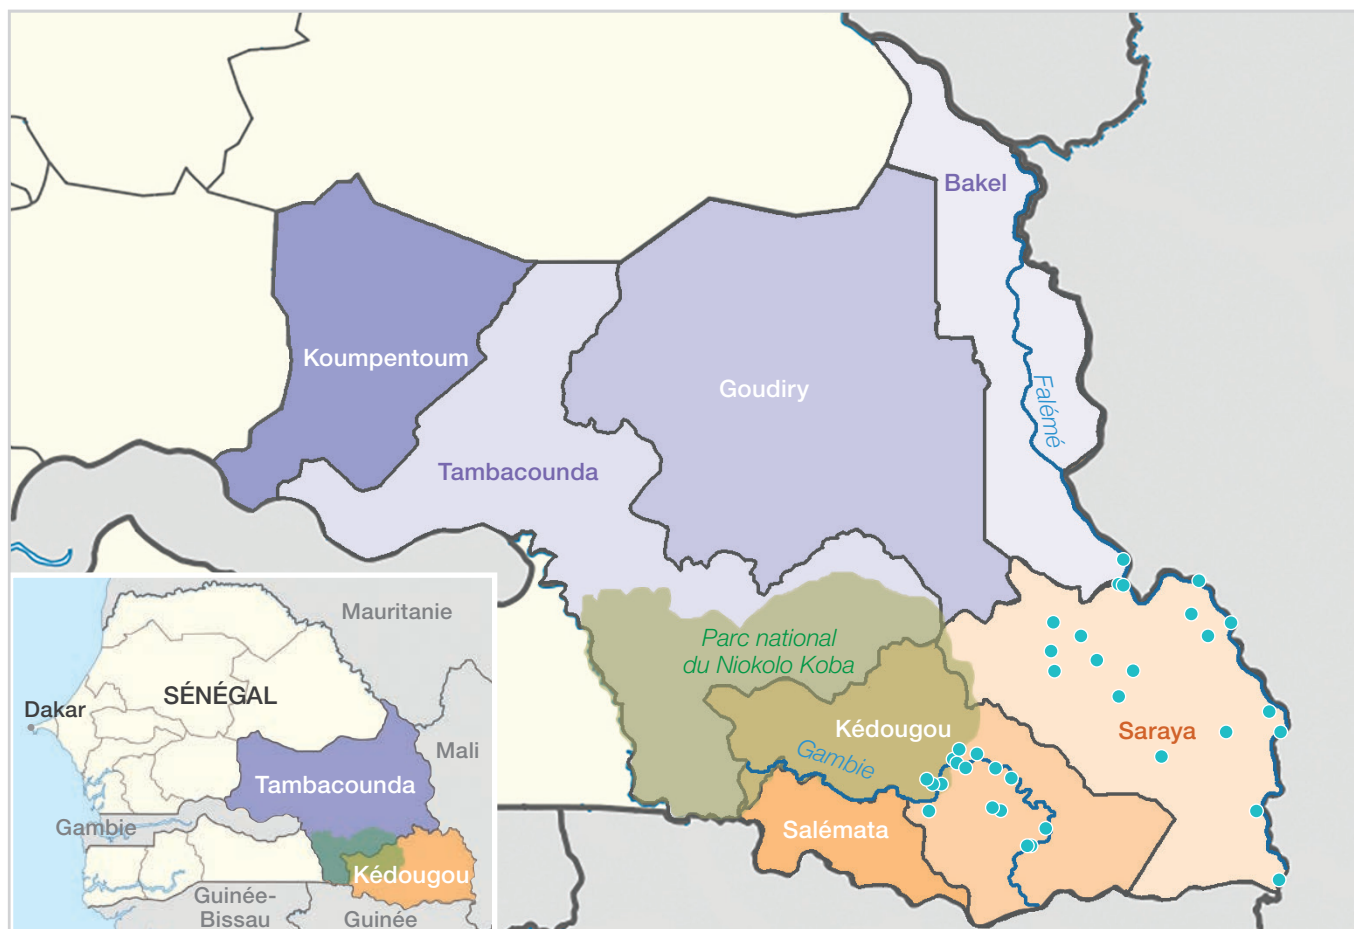 Bakel
Koumpentoum
Goudiry
Falémé
Tambacounda
Parc national
du Niokolo Koba
Kédougou
Saraya
Gambie
Salémata
Mauritanie
SÉNÉGAL
Dakar
Mali
Tambacounda
Gambie
Kédougou
Guinée-
Bissau
Guinée